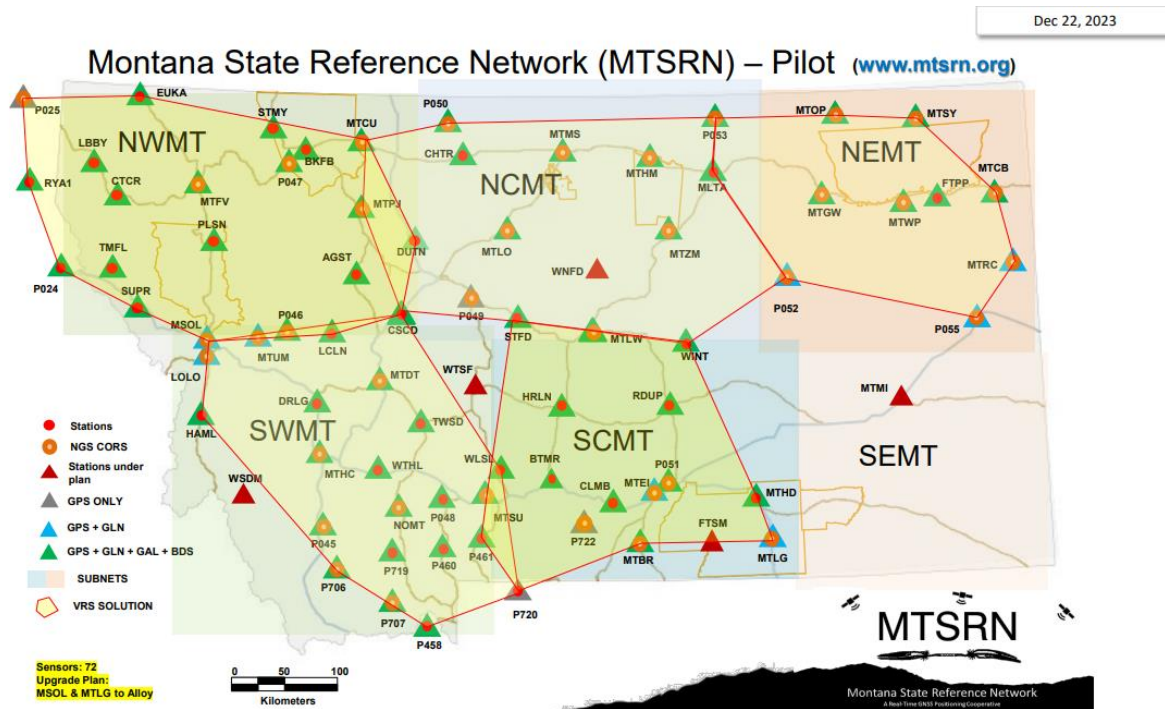 Dec 22, 2023
Montana State Reference Network (MTSRN) – Pilot (www.mtsrn.org)
P025
EUKA
STMY
MTCU
P050
P053
MTOP
MTSY
LBBY
NWMT
BKFB
P047
CHTR
MTMS
NCMT
MTHM
MLTA
NEMT
MTCB
RYA1
CTCR
MTFV
MTPJ
MTGW
MTWP
FTPP
PLSN
DUTN
MTLO
MTZM
TMFL
AGST
WNFD
MTRC
P024
SUPR
P052
P055
MSOL
P046
CSCD
P049
STFD
MTUM
LCLN
MTLW
WINT
LOLO
MTDT
WTSF
MTMI
DRLG
HRLN
RDUP
HAML
SWMT
TWSD
SCMT
SEMT
WSDM
MTHC
WTHL
WLSL
BTMR
CLMB
MTEL
P051
MTHD
NOMT
P048
MTSU
P045
P722
FTSM
P719
P460
P461
MTBR
MTLG
P706
P707
P458
P720
Stations
NGS CORS
Stations under
plan
GPS ONLY
GPS + GLN
GPS + GLN + GAL + BDS
SUBNETS
VRS SOLUTION
Sensors: 72
Upgrade Plan:
MSOL & MTLG to Alloy
0 50 100
Kilometers
MTSRN
Montana State Reference Network
A Real-Time GNSS Positioning Cooperative